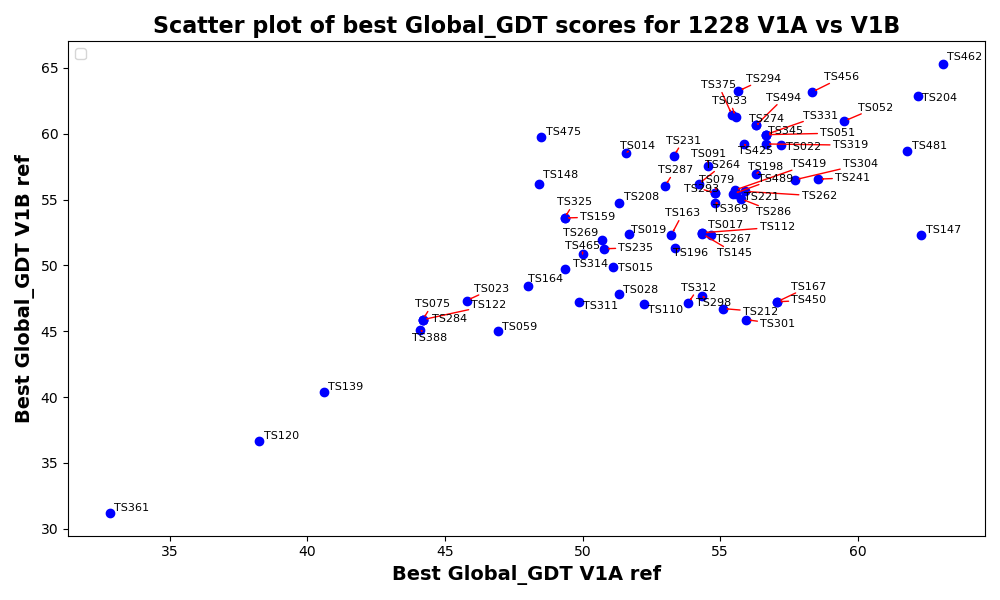 Scatter plot of best Global_GDT scores for 1228 V1A vs V1B
TS462
TS375
TS294
TS456
TS204
TS033
TS494
TS052
TS274
TS331
TS475
TS345
TS051
TS014
TS231
TS425
TS022
TS319
TS481
TS091
TS148
TS287
TS264
TS198
TS419
TS304
TS079
TS489
TS241
TS293
TS325
TS208
TS221
TS262
TS369
TS159
TS163
TS286
TS269
TS019
TS017
TS112
TS147
TS465
TS235
TS267
TS314
TS015
TS196
TS145
TS164
TS023
TS028
TS312
TS167
TS075
TS122
TS311
TS110
TS298
TS450
TS284
TS212
TS388
TS059
TS301
TS139
TS120
TS361
65
60
55
50
45
40
35
30
35
40
45
50
55
60
Best Global_GDT V1B ref
Best Global_GDT V1A ref